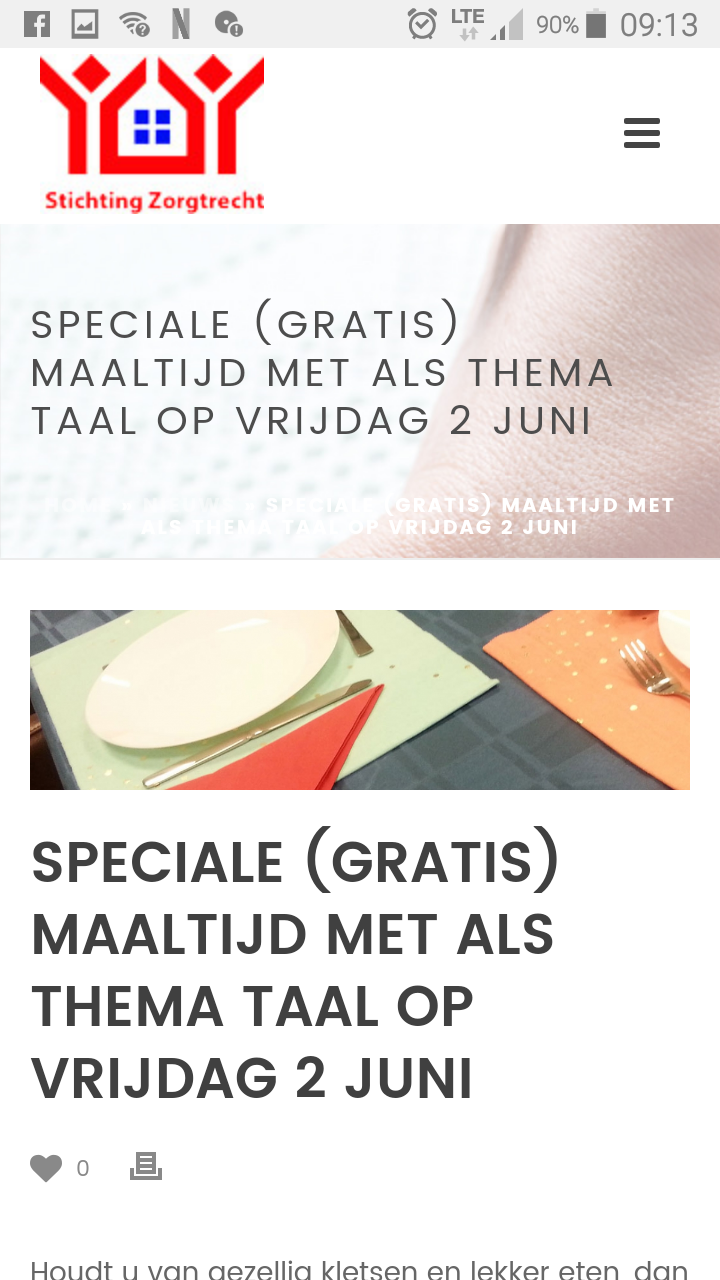 LTE 90% 09:13
Stichting Zorgtrecht
SPECIALE (GRATIS)
MAALTIJD MET ALS THEMA
TAAL OP VRIJDAG 2 JUNI
HOME » NIEUWS » SPECIALE (GRATIS) MAALTIJD MET
ALS THEMA TAAL OP VRIJDAG 2 JUNI
SPECIALE (GRATIS)
MAALTIJD MET ALS
THEMA TAAL OP
VRIJDAG 2 JUNI
0
Houdt u van gezellig kletsen en lekker eten, dan